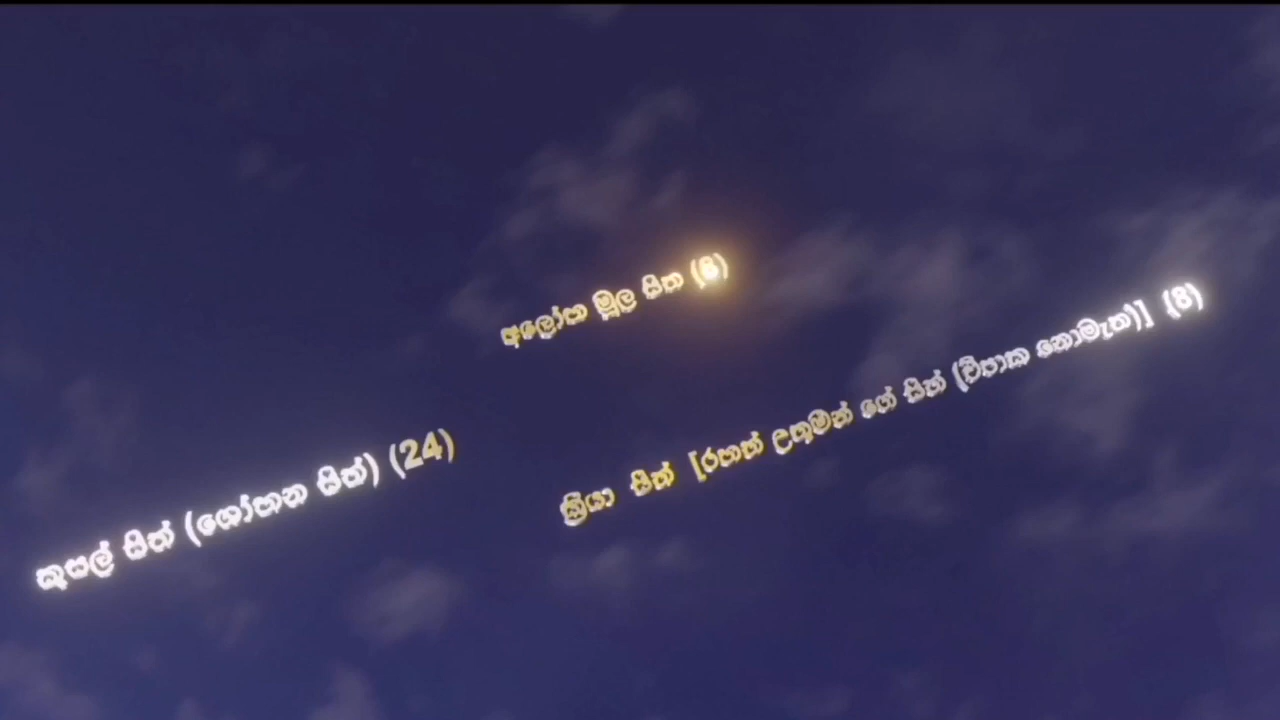 අලෝභ මූල සිත (8)
ක්‍රියා සිත් [රහත් උතුමන් ගේ සිත් (විපාක නොමැත)] (8)
කුසල් සිත් (ශෝභන සිත්) (24)